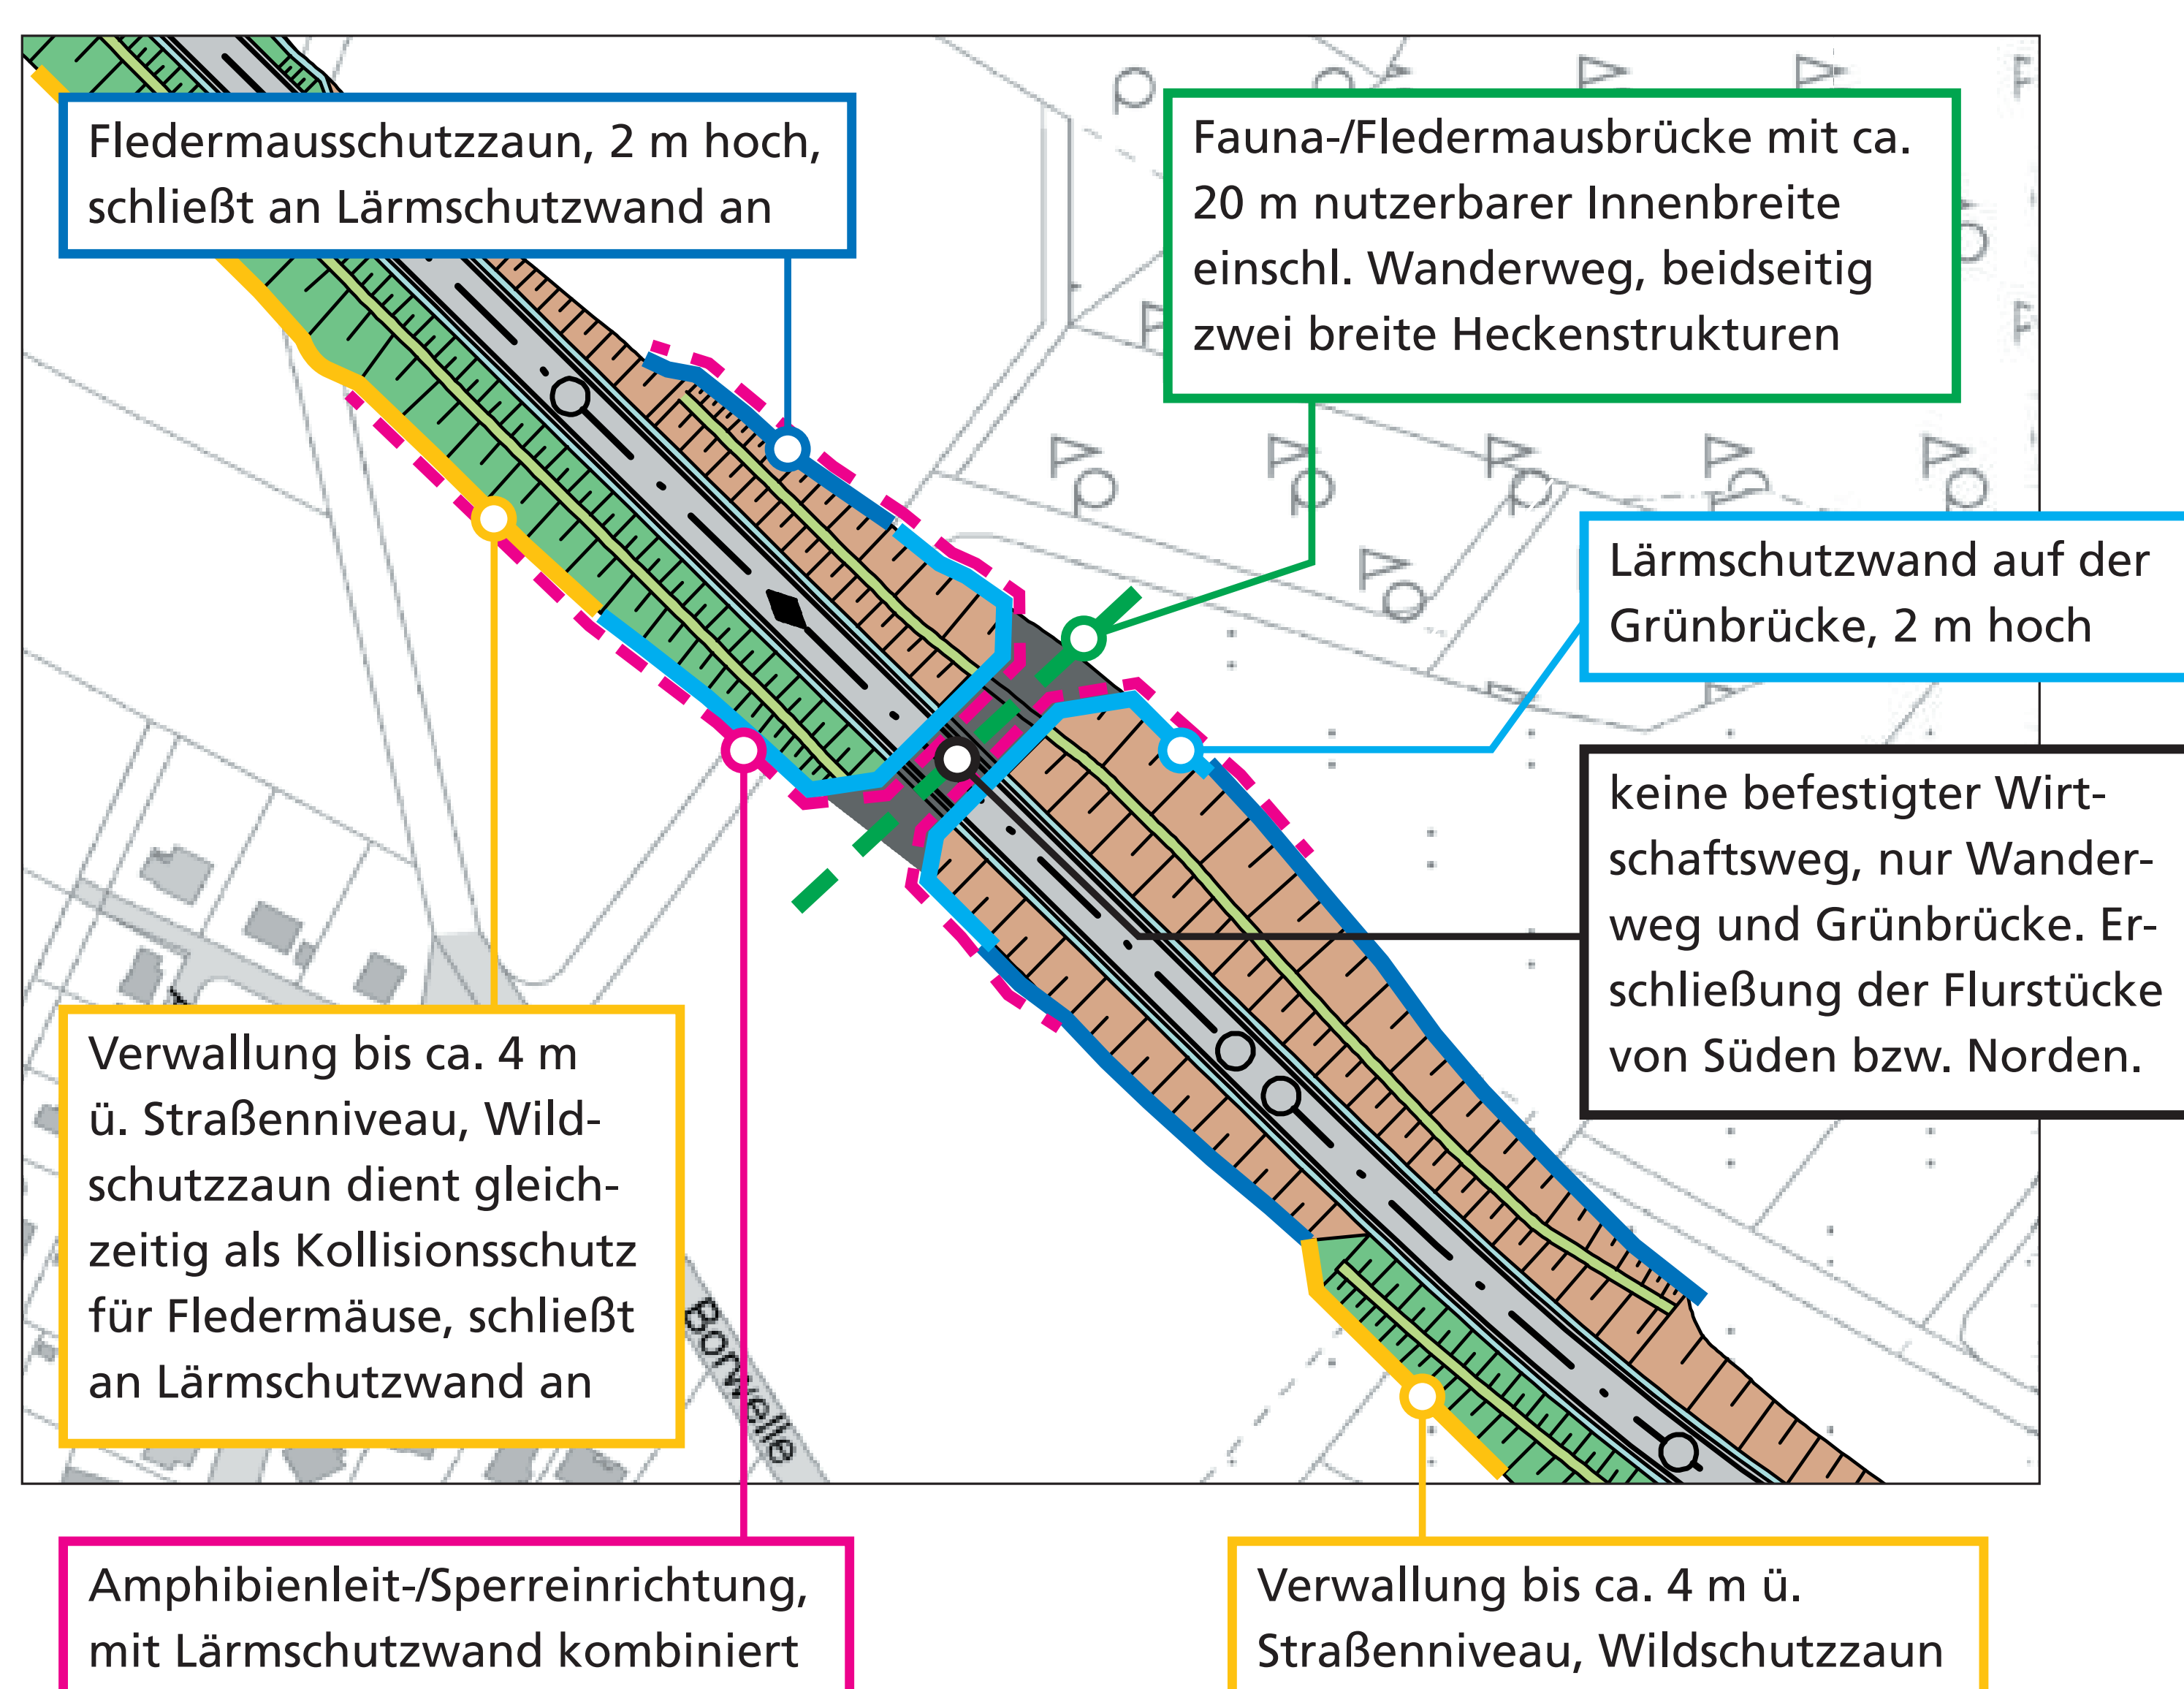 Fledermausschutzzaun, 2 m hoch,
schließt an Lärmschutzwand an
Fauna-/Fledermausbrücke mit ca.
20 m nutzerbarer Innenbreite
einschl. Wanderweg, beidseitig
zwei breite Heckenstrukturen
Lärmschutzwand auf der
Grünbrücke, 2 m hoch
keine befestigter Wirt-
schaftsweg, nur Wander-
weg und Grünbrücke. Er-
schließung der Flurstücke
von Süden bzw. Norden.
Verwallung bis ca. 4 m
ü. Straßenniveau, Wild-
schutzzaun dient gleich-
zeitig als Kollisionsschutz
für Fledermäuse, schließt
an Lärmschutzwand an
Borwelle
Amphibienleit-/Sperreinrichtung,
mit Lärmschutzwand kombiniert
Verwallung bis ca. 4 m ü.
Straßenniveau, Wildschutzzaun